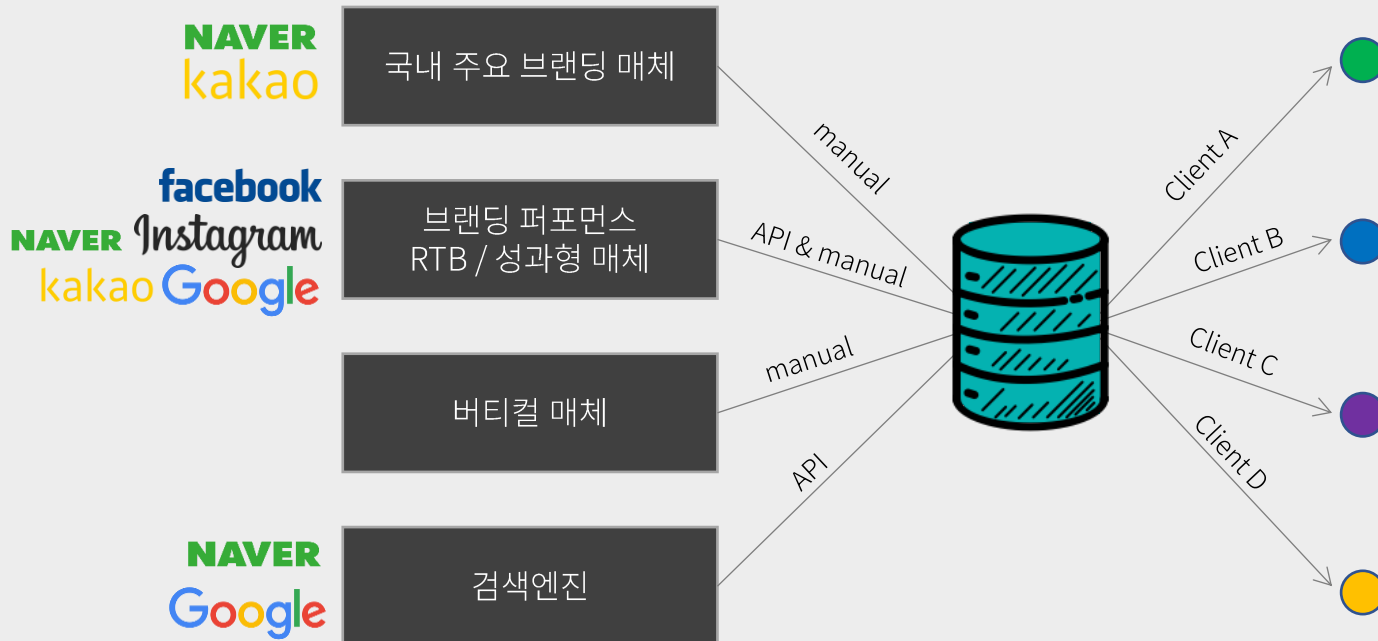 NAVER
kakao
국내 주요 브랜딩 매체
facebook
NAVER Instagram
kakao Google
브랜딩 퍼포먼스
RTB / 성과형 매체
버티컬 매체
NAVER
Google
검색엔진
manual
API & manual
manual
API
Client A
Client B
Client C
Client D